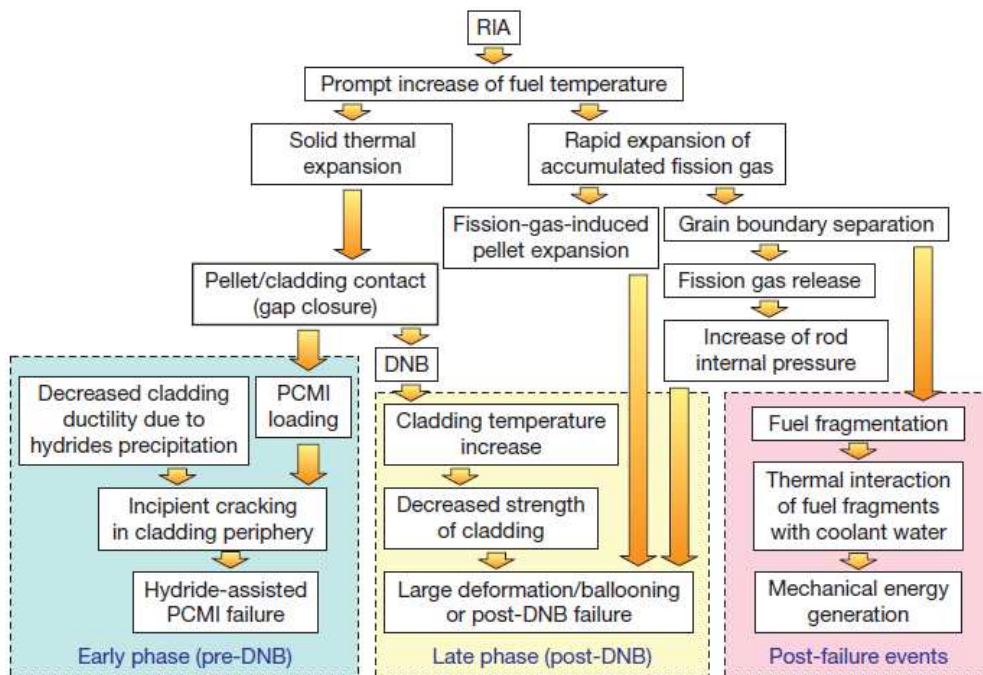 RIA
Prompt increase of fuel temperature
Solid thermal
expansion
Rapid expansion of
accumulated fission gas
Fission-gas-induced
pellet expansion
Grain boundary separation
Pellet/cladding contact
(gap closure)
Fission gas release
DNB
Increase of rod
internal pressure
Decreased cladding
ductility due to
hydrides precipitation
PCMI
loading
Incipient cracking
in cladding periphery
Hydride-assisted
PCMI failure
Early phase (pre-DNB)
Cladding temperature
increase
Decreased strength
of cladding
Large deformation/ballooning
or post-DNB failure
Late phase (post-DNB)
Fuel fragmentation
Thermal interaction
of fuel fragments
with coolant water
Mechanical energy
generation
Post-failure events